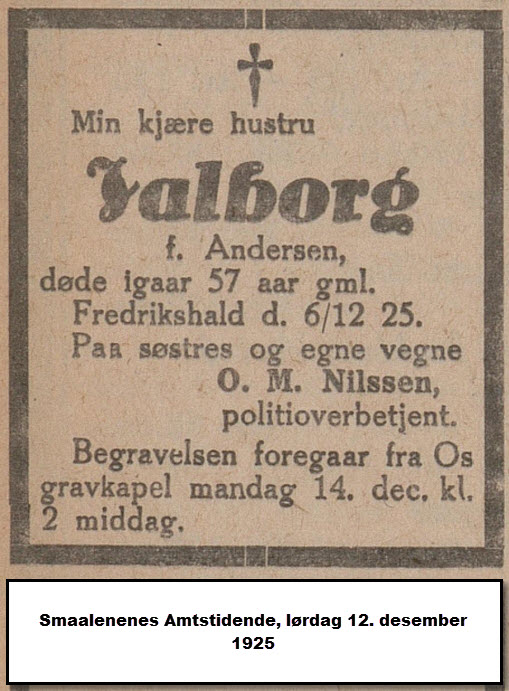 Min kjære hustru
Valborg
f. Andersen,
døde igaar 57 aar gml.
Fredrikshald d. 6/12 25.
Paa søstres og egne vegne
O. M. Nilssen,
politioverbetjent.
Begravelsen foregaar fra Os
gravkapel mandag 14. dec. kl.
2 middag.
Smaalenenes Amtstidende, lørdag 12. desember
1925